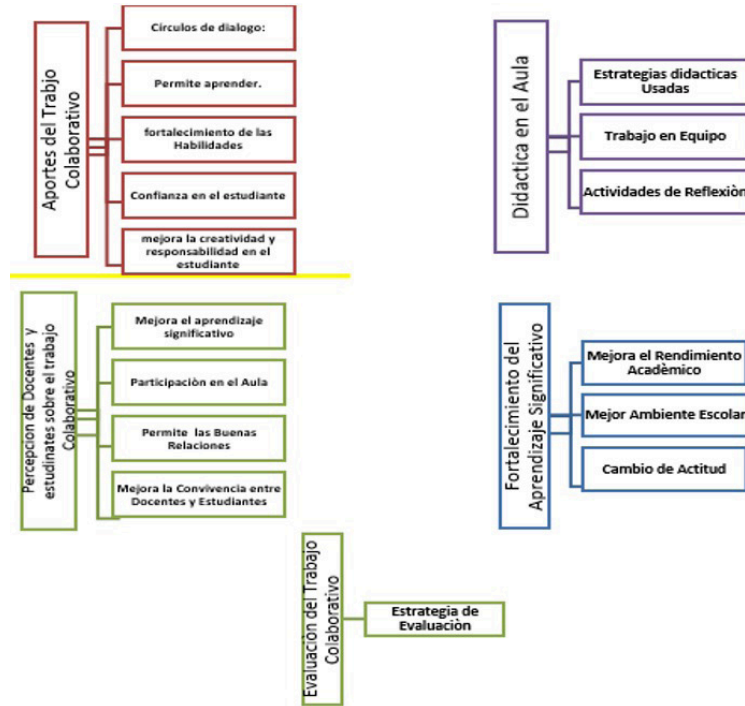 Aportes del Trabjo
Colaborativo
Circulos de dialogo:
Permite aprender.
fortalecimiento de las
Habilidades
Confianza en el estudiante
mejora la creatividad y
responsabilidad en el
estudiante
Didactica en el Aula
Estrategias didacticas
Usadas
Trabajo en Equipo
Actividades de Reflexiòn
Percepcion de Docentes y
estudinates sobre el trabajo
Colaborativo
Mejora el aprendizaje
significativo
Participaciòn en el Aula
Permite las Buenas
Relaciones
Mejora la Convivencia entre
Docentes y Estudiantes
Fortalecimiento del
Aprendizaje Significativo
Mejora el Rendimiento
Acadèmico
Mejor Ambiente Escolar
Cambio de Actitud
Evaluaciòn del Trabajo
Colaborativo
Estrategia de
Evaluaciòn